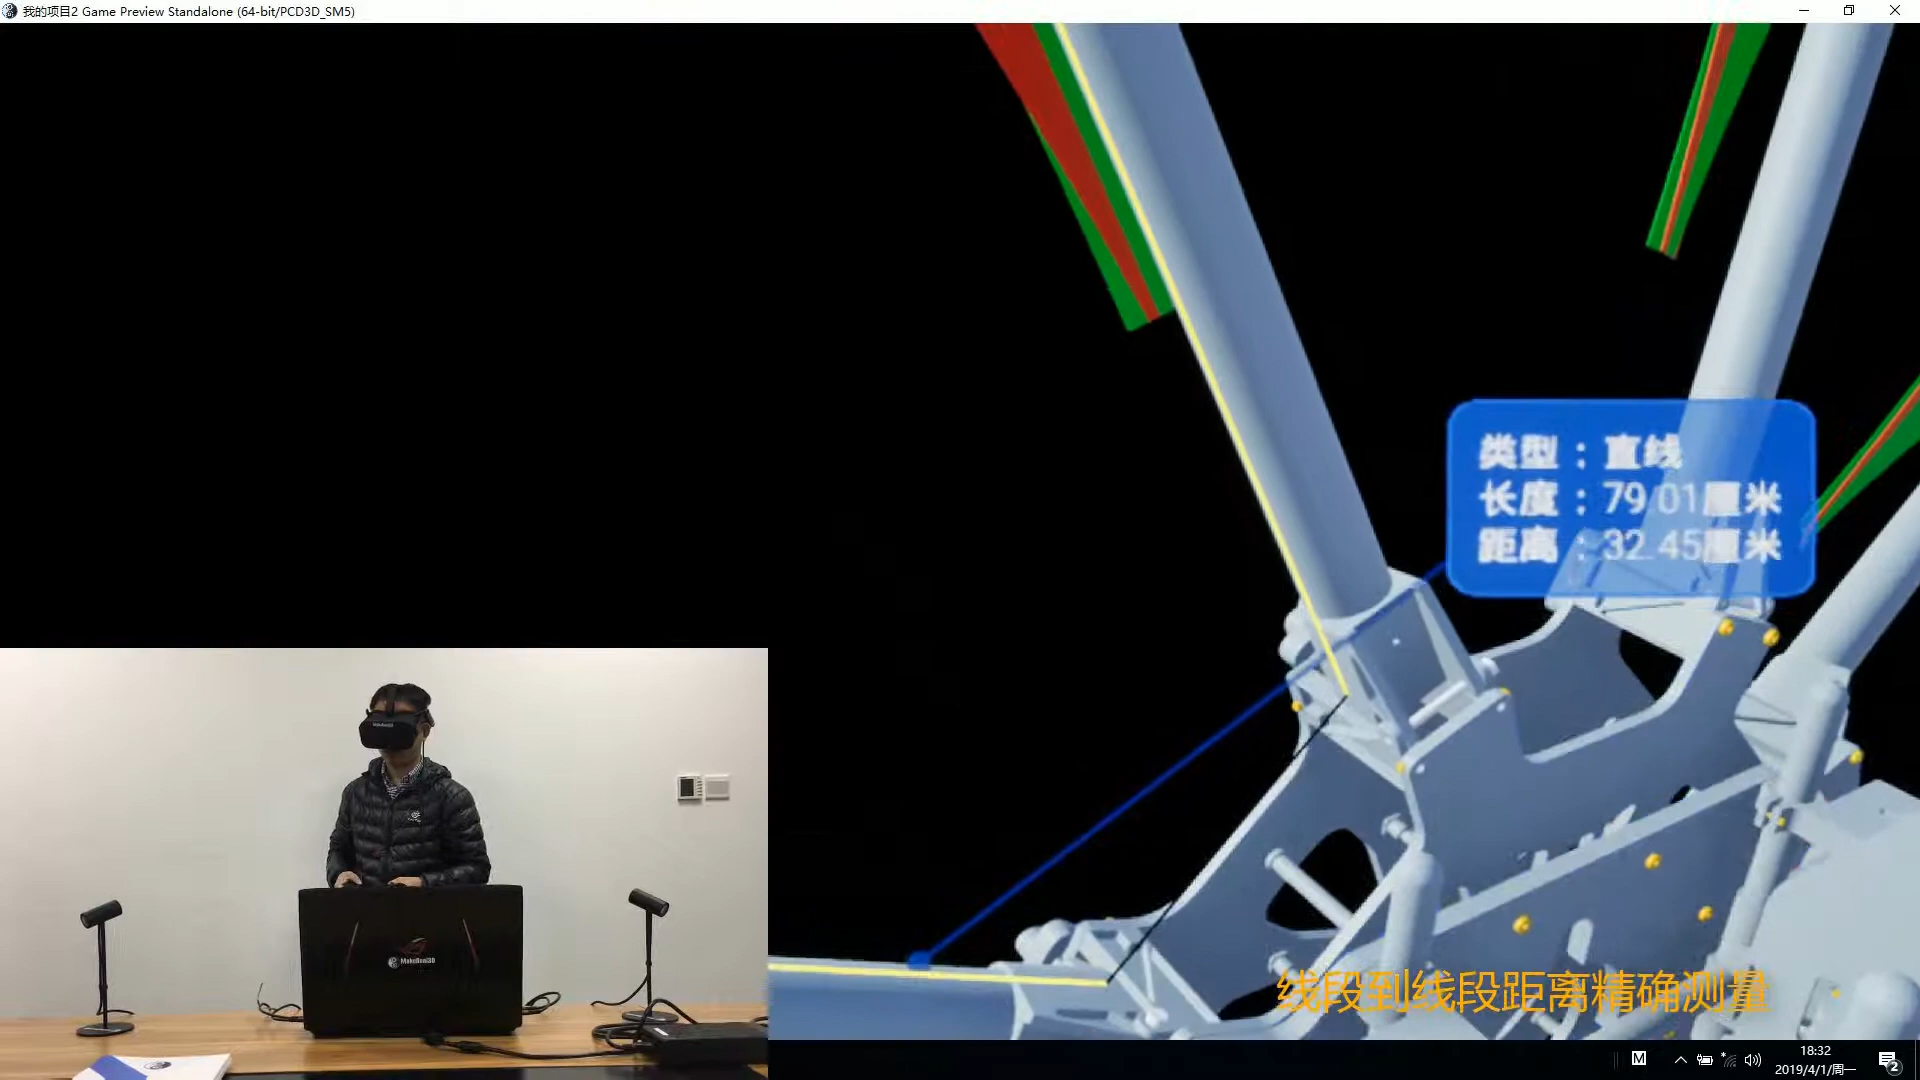 我的项目2 Game Preview Standalone (64-bit/PCD3D_SM5)
类型：直线
长度：79.01厘米
距离：32.45厘米
MakeReal3D
线段到线段距离精确测量
M
18:32
2019/4/1/周一
2